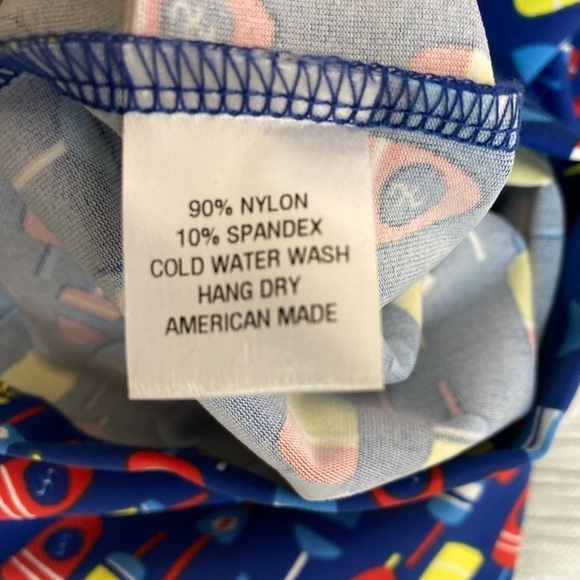 90% NYLON
10% SPANDEX
COLD WATER WASH
HANG DRY
AMERICAN MADE